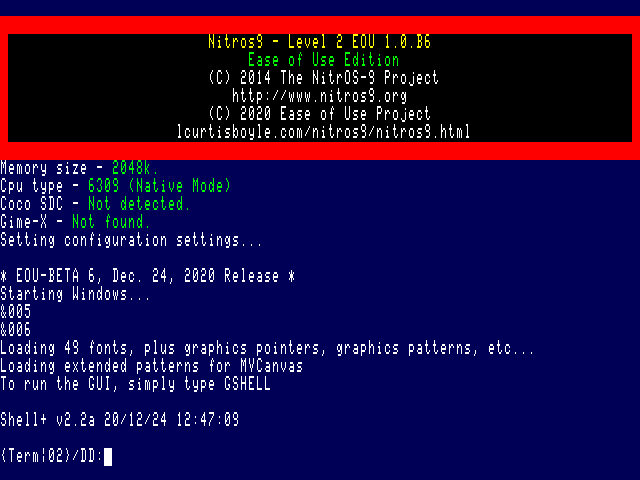 Nitros9 - Level 2 EOU 1.0.B6
Ease of Use Edition
(C) 2014 The NitrOS-9 Project
http://www.nitros9.org
(C) 2020 Ease of Use Project
lcurtisboyle.com/nitros9/nitros9.html
Memory size - 2048k.
Cpu type - 6309 (Native Mode)
Coco SDC - Not detected.
Gime-X - Not found.
Setting configuration settings...
* EOU-BETA 6, Dec. 24, 2020 Release *
Starting Windows...
&005
&006
Loading 49 fonts, plus graphics pointers, graphics patterns, etc...
Loading extended patterns for MVCanvas
To run the GUI, simply type GSHELL
Shell+ v2.2a 20/12/24 12:47:09
{Term|02}/DD: